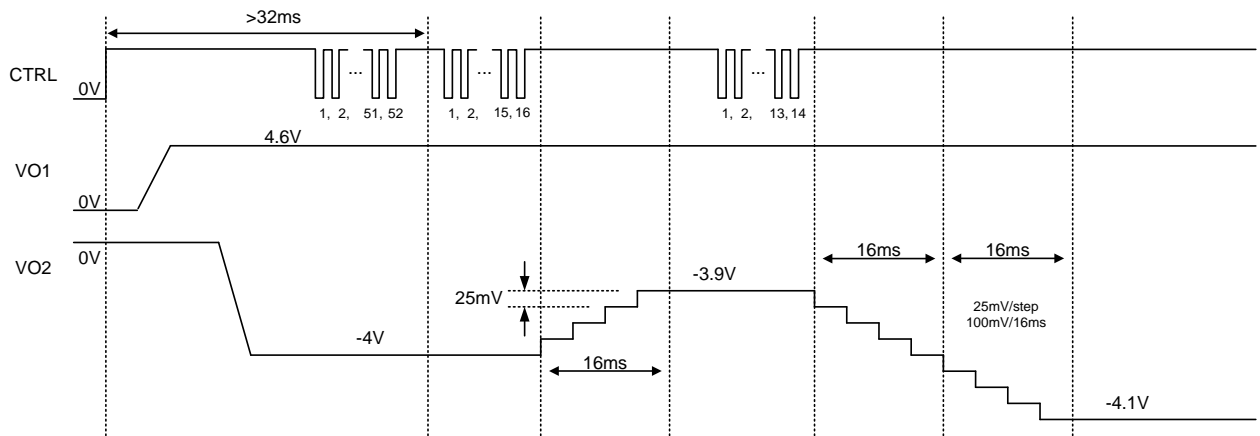 >32ms
CTRL
0V
...
...
...
1, 2, 51, 52
1, 2, 15, 16
1, 2, 13, 14
4.6V
VO1
0V
0V
VO2
16ms
16ms
-3.9V
25mV
25mV/step
100mV/16ms
-4V
16ms
-4.1V